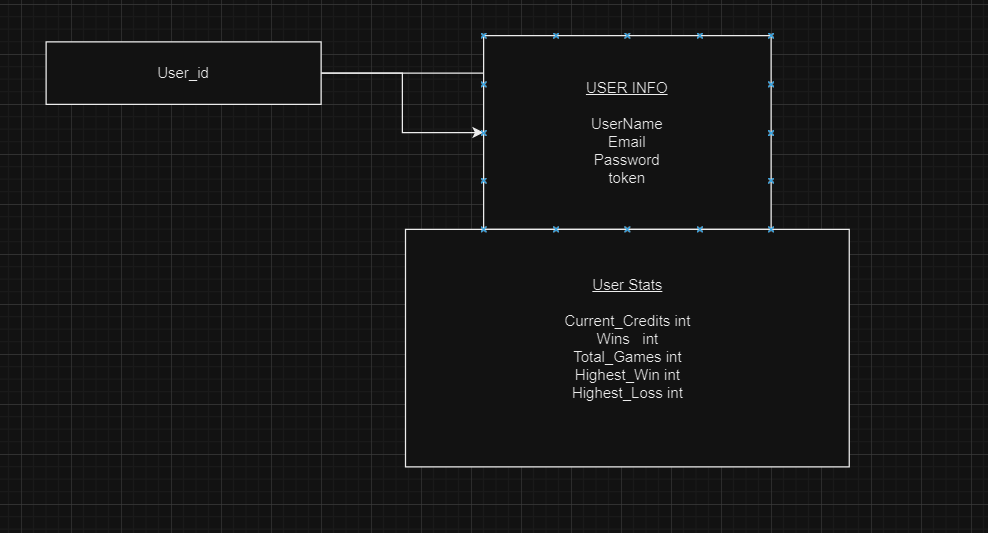 User_id
USER INFO
UserName
Email
Password
token
User Stats
Current_Credits int
Wins   int
Total_Games int
Highest_Win int
Highest_Loss int